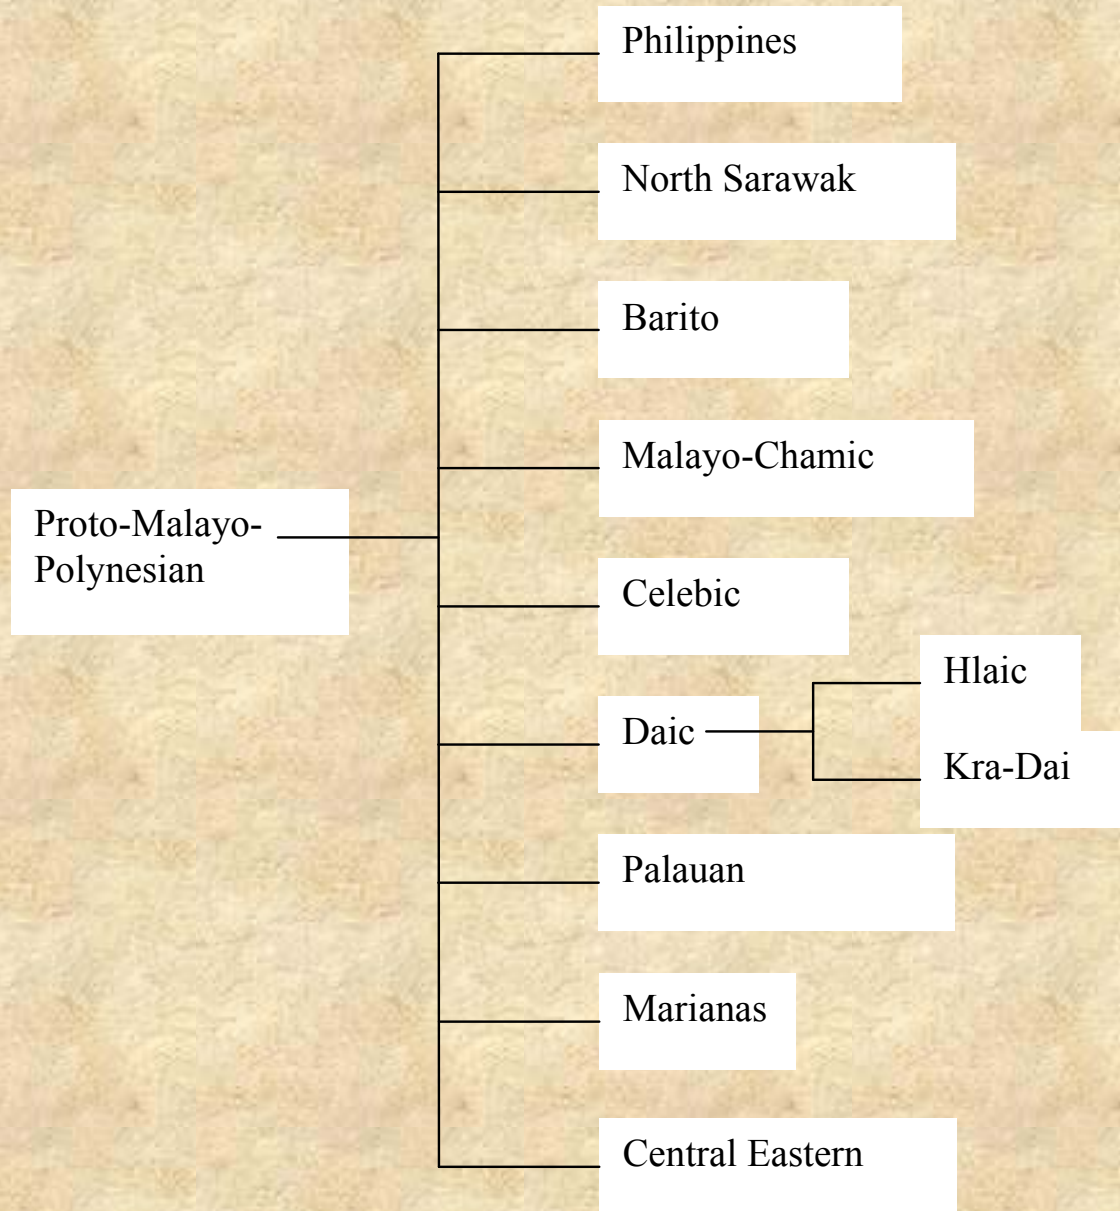 Philippines
North Sarawak
Barito
Malayo-Chamic
Proto-Malayo-
Polynesian
Celebic
Hlaic
Daic
Kra-Dai
Palauan
Marianas
Central Eastern